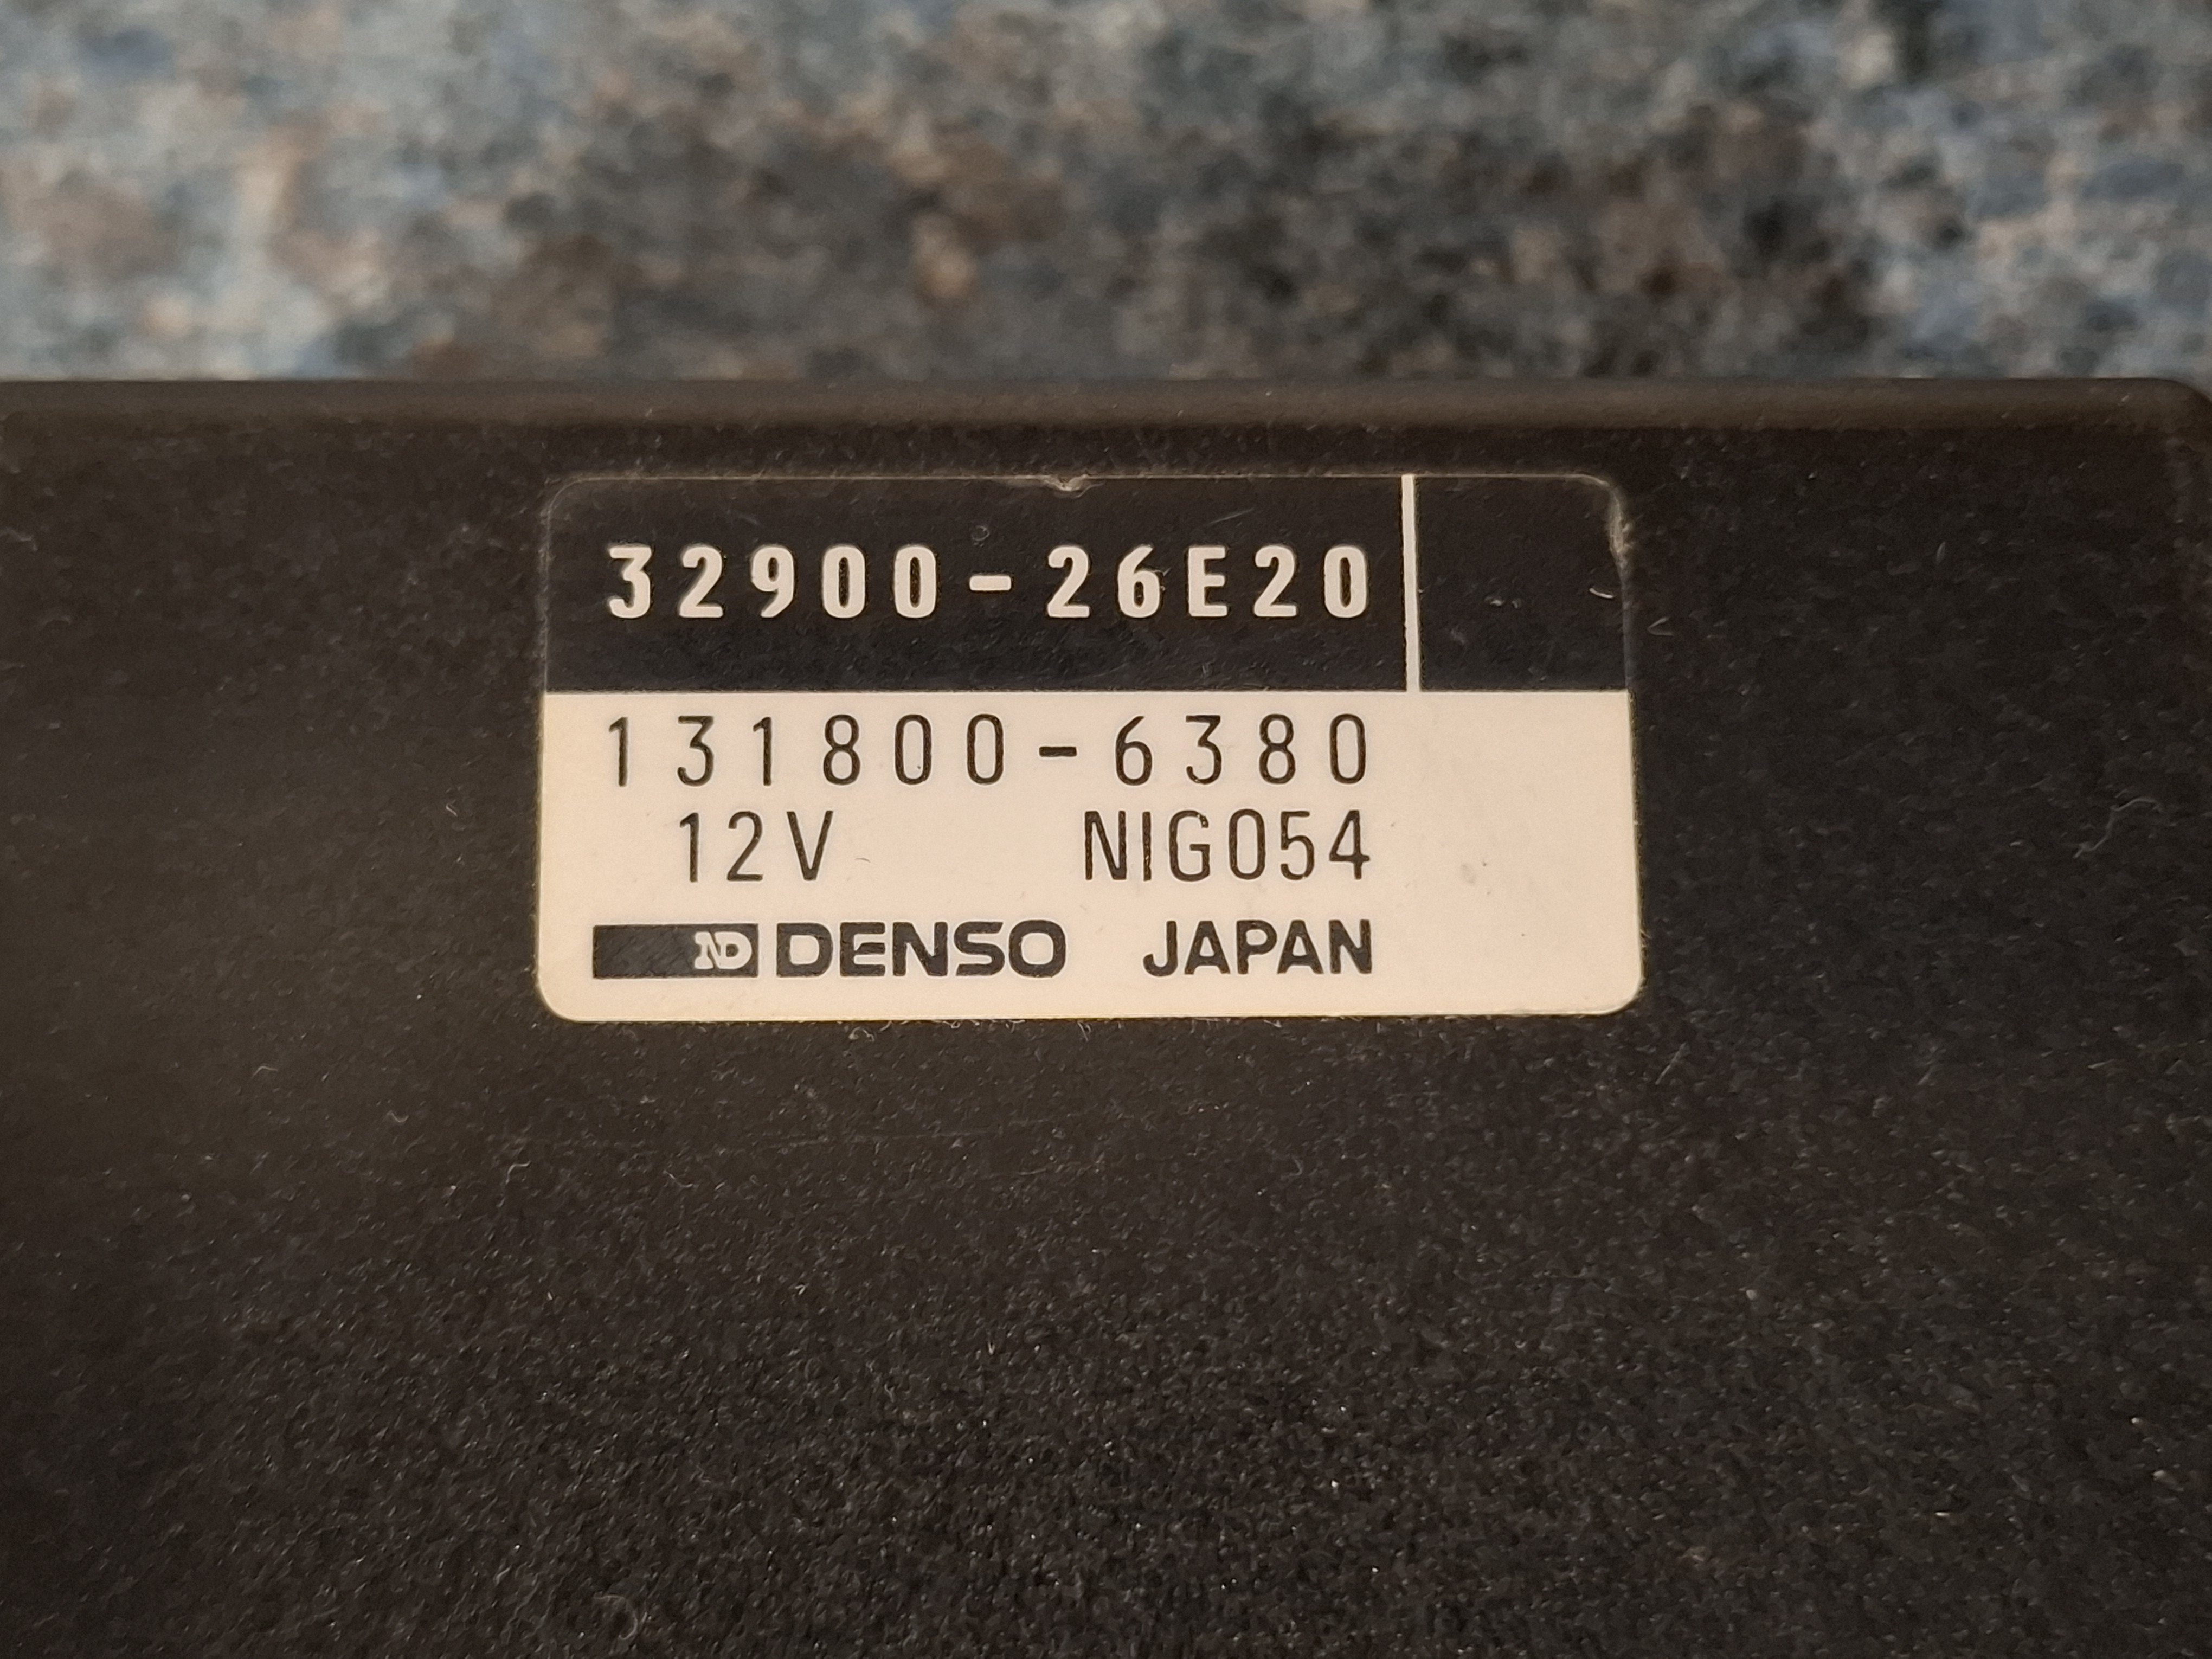 32900-26E20
131800-6380
12V NIG054
ND DENSO JAPAN